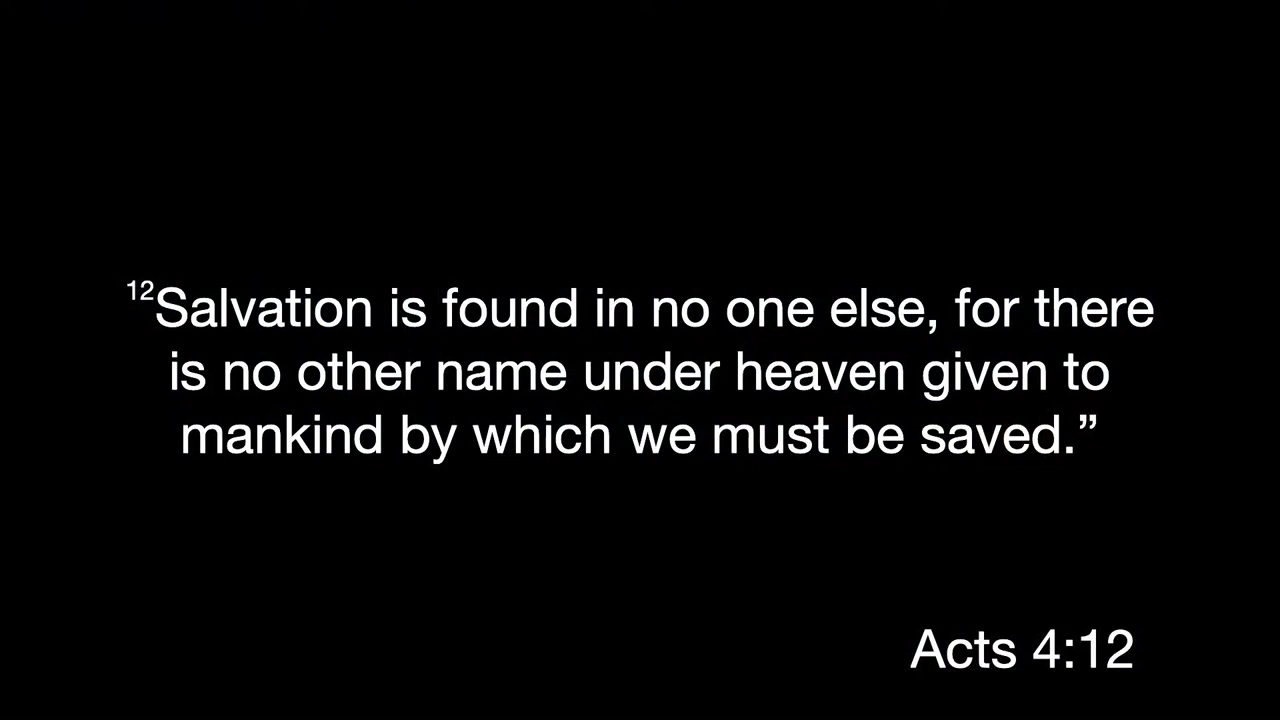 ¹²Salvation is found in no one else, for there
is no other name under heaven given to
mankind by which we must be saved.”
Acts 4:12